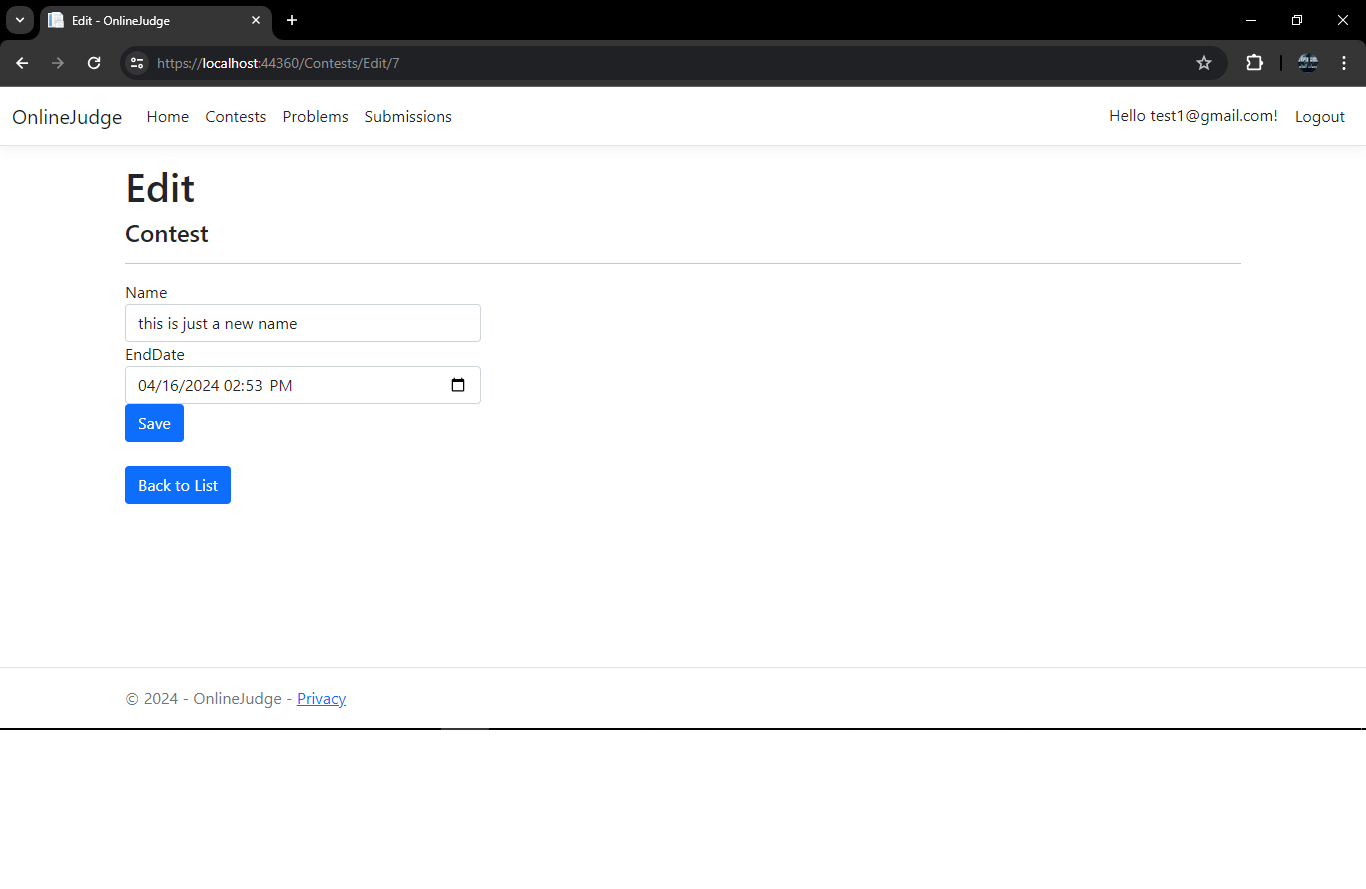 Edit - OnlineJudge
https://localhost:44360/Contests/Edit/7
OnlineJudge Home Contests Problems Submissions Hello test1@gmail.com! Logout
Edit
Contest
Name
this is just a new name
EndDate
04/16/2024 02:53 PM
Save
Back to List
© 2024 - OnlineJudge - Privacy